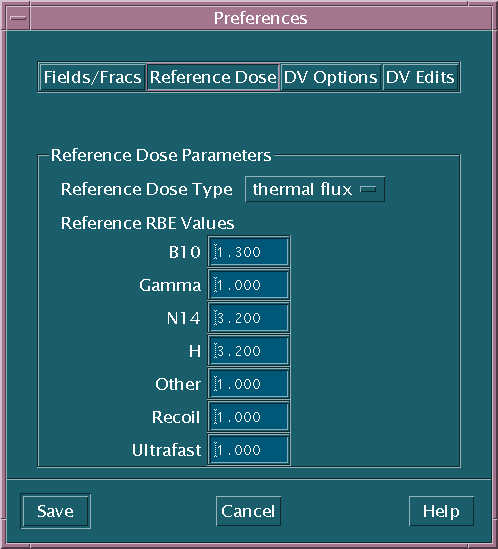 Preferences
Fields/Fracs Reference Dose DV Options DV Edits
Reference Dose Parameters
Reference Dose Type thermal flux
Reference RBE Values
B10 1.300
Gamma 1.000
N14 3.200
H 3.200
Other 1.000
Recoil 1.000
Ultrafast 1.000
Save Cancel Help